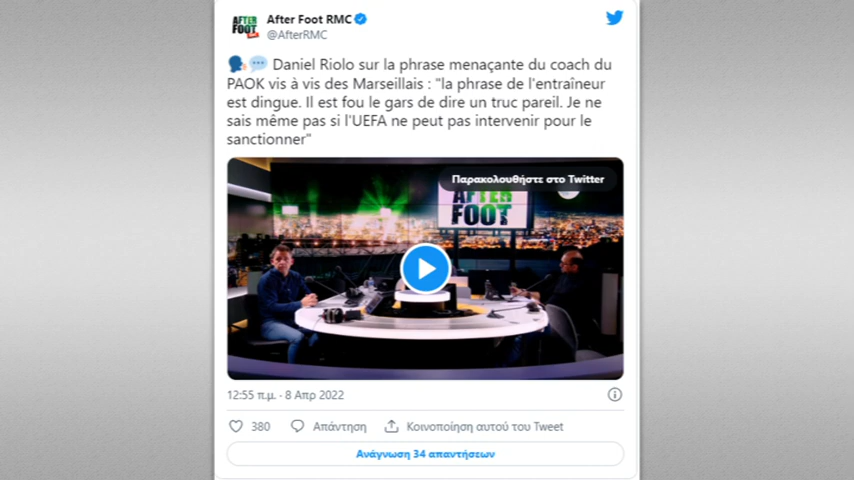 After Foot RMC
@AfterRMC
Daniel Riolo sur la phrase menaçante du coach du
PAOK vis à vis des Marseillais : "la phrase de l'entraîneur
est dingue. Il est fou le gars de dire un truc pareil. Je ne
sais même pas si l'UEFA ne peut pas intervenir pour le
sanctionner"
Παρακολουθήστε στο Twitter
AFTER
FOOT
12:55 π.μ. · 8 Απρ 2022
380 Απάντηση Κοινοποίηση αυτού του Tweet
Ανάγνωση 34 απαντήσεων